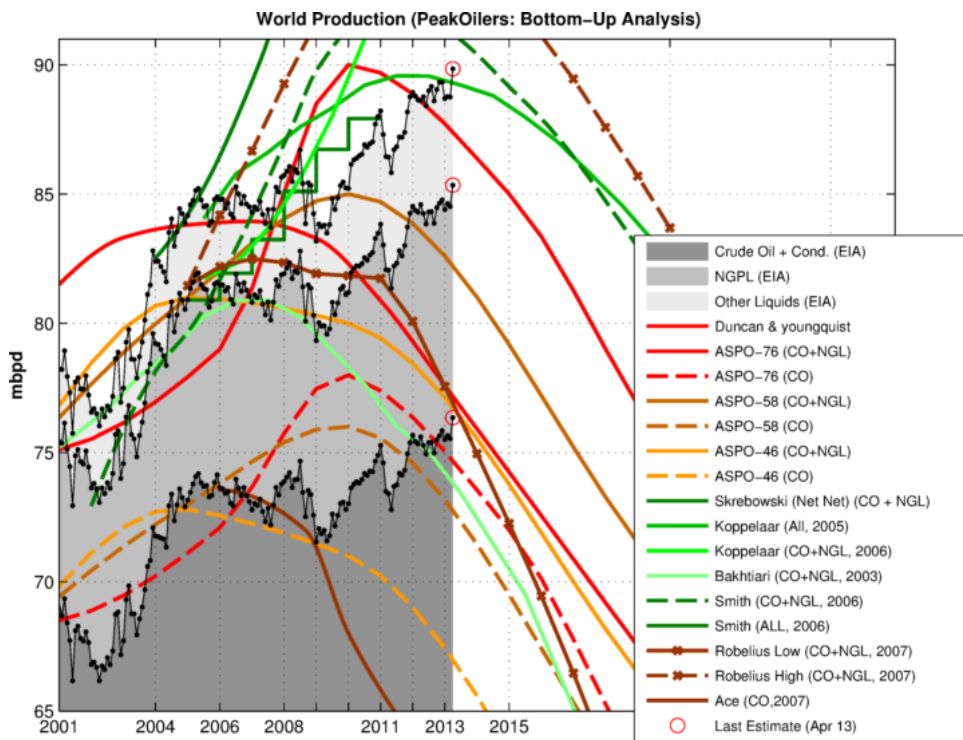 World Production (PeakOilers: Bottom-Up Analysis)
mbpd
90
85
80
75
70
65
2001
2004
2006
2008
2011
2013
2015
Crude Oil + Cond. (EIA)
NGPL (EIA)
Other Liquids (EIA)
Duncan & youngquist
ASPO-76 (CO+NGL)
ASPO-76 (CO)
ASPO-58 (CO+NGL)
ASPO-58 (CO)
ASPO-46 (CO+NGL)
ASPO-46 (CO)
Skrebowski (Net Net) (CO + NGL)
Koppelaar (All, 2005)
Koppelaar (CO+NGL, 2006)
Bakhtiari (CO+NGL, 2003)
Smith (CO+NGL, 2006)
Smith (ALL, 2006)
Robelius Low (CO+NGL, 2007)
Robelius High (CO+NGL, 2007)
Ace (CO,2007)
Last Estimate (Apr 13)